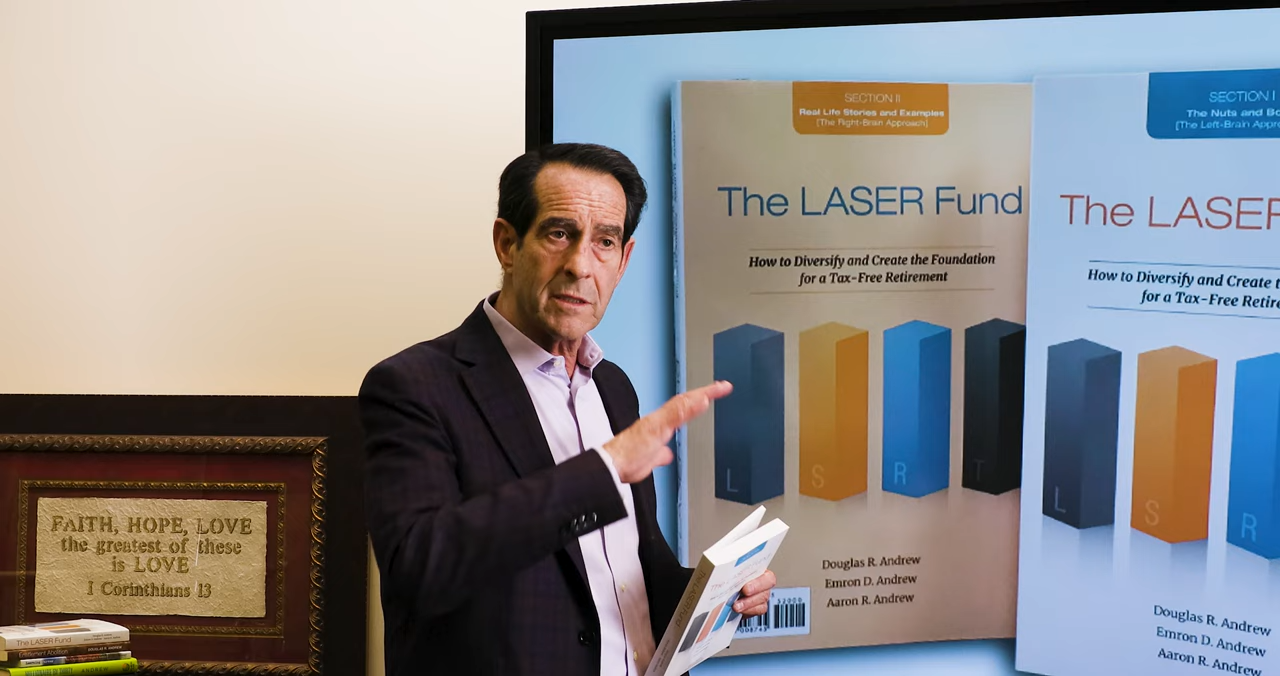 SECTION II
Real Life Stories and Examples
[The Right-Brain Approach]
The LASER Fund
How to Diversify and Create the Foundation
for a Tax-Free Retirement
L
S
R
T
Douglas R. Andrew
Emron D. Andrew
Aaron R. Andrew
52000
SECTION I
The Nuts and Bo
[The Left-Brain Appr
The LASER
How to Diversify and Create t
for a Tax-Free Retire
L
S
R
Douglas R. Andrew
Emron D. Andrew
Aaron R. Andrew
FAITH, HOPE, LOVE
the greatest of these
is LOVE
I Corinthians 13
The LASER Fund